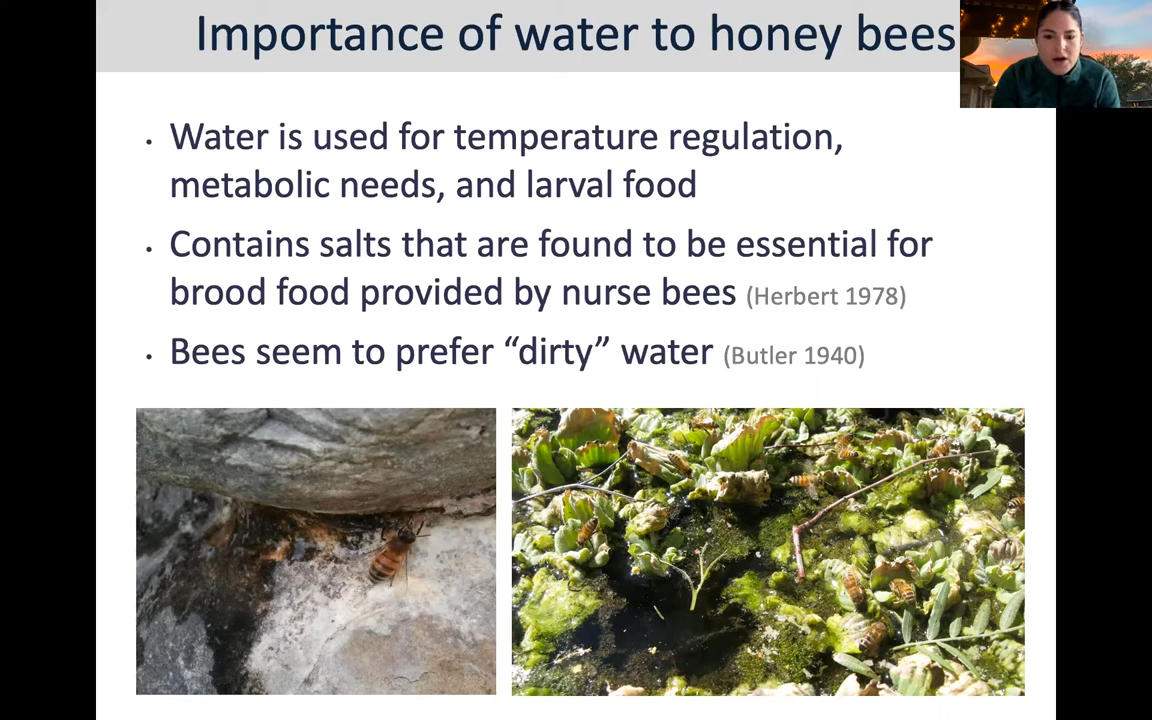 Importance of water to honey bees
· Water is used for temperature regulation,
metabolic needs, and larval food
· Contains salts that are found to be essential for
brood food provided by nurse bees (Herbert 1978)
· Bees seem to prefer “dirty” water (Butler 1940)